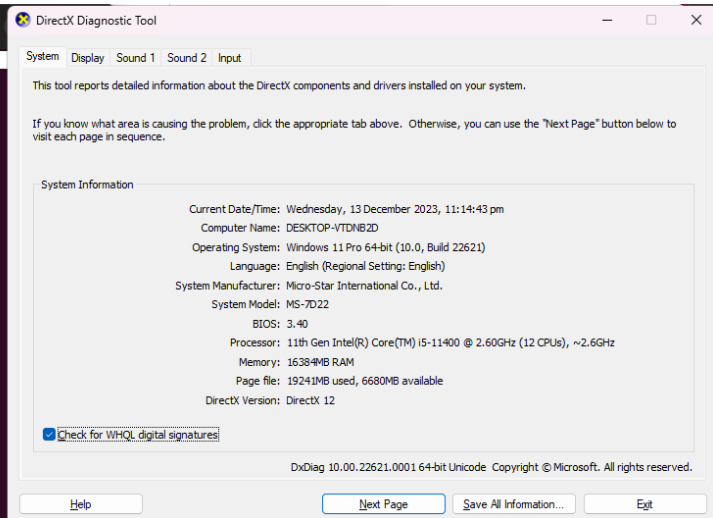 DirectX Diagnostic Tool
System Display Sound 1 Sound 2 Input
This tool reports detailed information about the DirectX components and drivers installed on your system.
If you know what area is causing the problem, click the appropriate tab above.  Otherwise, you can use the "Next Page" button below to
visit each page in sequence.
System Information
Current Date/Time: Wednesday, 13 December 2023, 11:14:43 pm
Computer Name: DESKTOP-VTDNB2D
Operating System: Windows 11 Pro 64-bit (10.0, Build 22621)
Language: English (Regional Setting: English)
System Manufacturer: Micro-Star International Co., Ltd.
System Model: MS-7D22
BIOS: 3.40
Processor: 11th Gen Intel(R) Core(TM) i5-11400 @ 2.60GHz (12 CPUs), ~2.6GHz
Memory: 16384MB RAM
Page file: 19241MB used, 6680MB available
DirectX Version: DirectX 12
Check for WHQL digital signatures
DxDiag 10.00.22621.0001 64-bit Unicode  Copyright © Microsoft. All rights reserved.
Help Next Page Save All Information... Exit